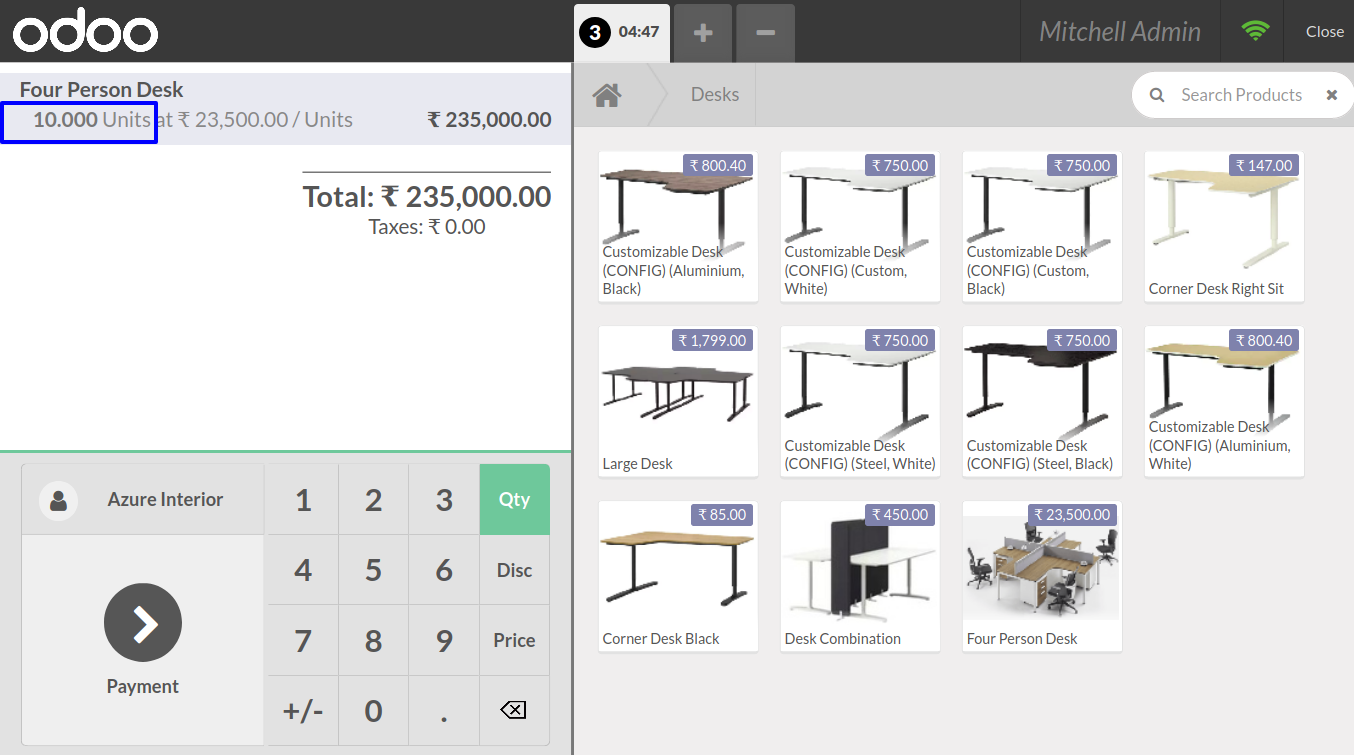 odoo
3 04:47 + −
Mitchell Admin
Close
Four Person Desk
10.000 Units at ₹ 23,500.00 / Units ₹ 235,000.00
Total: ₹ 235,000.00
Taxes: ₹ 0.00
Azure Interior
Payment
1 2 3 Qty
4 5 6 Disc
7 8 9 Price
+/- 0 .
Desks
Search Products
₹ 800.40
Customizable Desk
(CONFIG) (Aluminium,
Black)
₹ 750.00
Customizable Desk
(CONFIG) (Custom,
White)
₹ 750.00
Customizable Desk
(CONFIG) (Custom,
Black)
₹ 147.00
Corner Desk Right Sit
₹ 1,799.00
Large Desk
₹ 750.00
Customizable Desk
(CONFIG) (Steel, White)
₹ 750.00
Customizable Desk
(CONFIG) (Steel, Black)
₹ 800.40
Customizable Desk
(CONFIG) (Aluminium,
White)
₹ 85.00
Corner Desk Black
₹ 450.00
Desk Combination
₹ 23,500.00
Four Person Desk